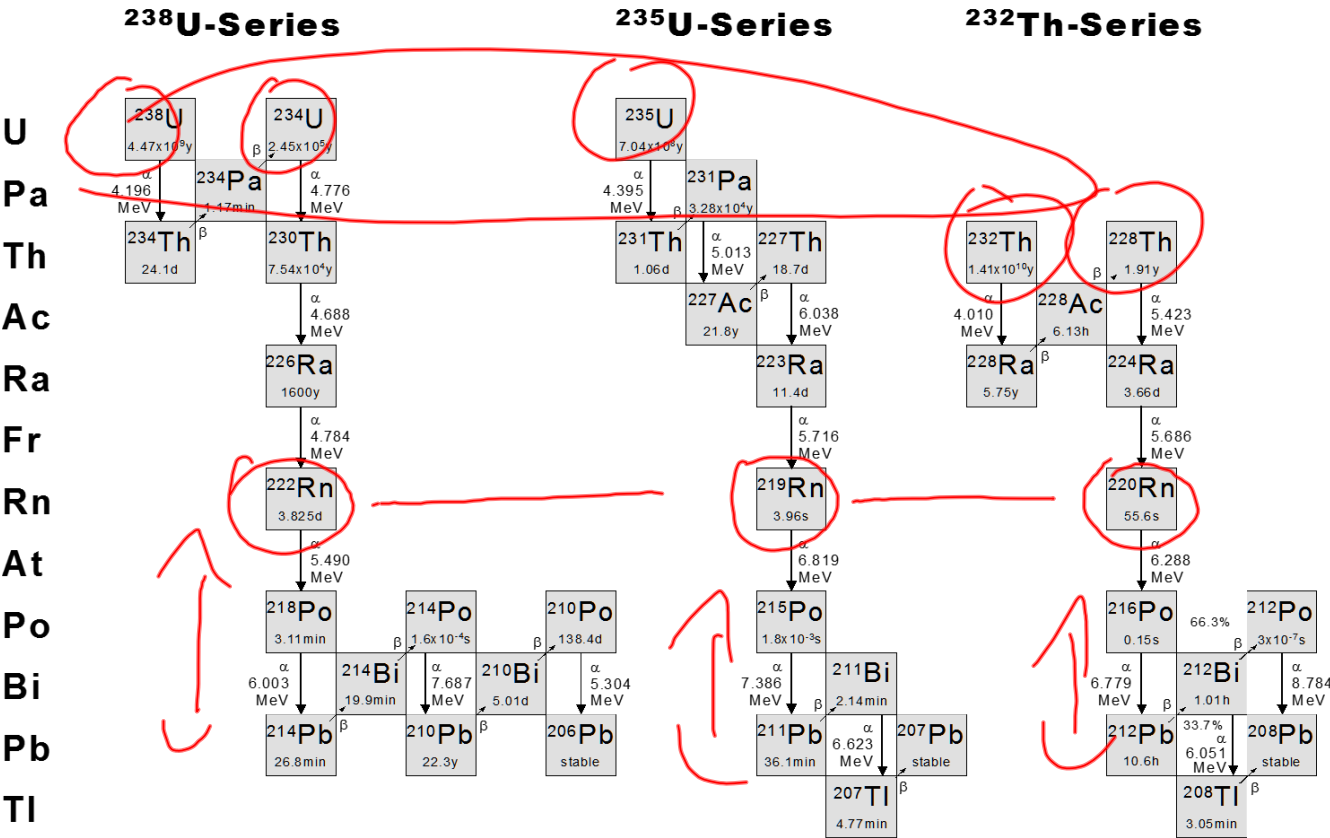 ²³⁸U-Series ²³⁵U-Series ²³²Th-Series
U ²³⁸U ²³⁴U ²³⁵U
4.47x10⁹y β 2.45x10⁵y 7.04x10⁸y
Pa α 4.196 MeV ²³⁴Pa 1.17min α 4.776 MeV α 4.395 MeV ²³¹Pa 3.28x10⁴y β
Th ²³⁴Th β ²³⁰Th ²³¹Th α 5.013 MeV ²²⁷Th ²³²Th ²²⁸Th
24.1d 7.54x10⁴y 1.06d 18.7d 1.41x10¹⁰y β 1.91y
Ac α 4.688 MeV ²²⁷Ac 21.8y β α 6.038 MeV α 4.010 MeV ²²⁸Ac 6.13h α 5.423 MeV
Ra ²²⁶Ra ²²³Ra ²²⁸Ra β ²²⁴Ra
1600y 11.4d 5.75y 3.66d
Fr α 4.784 MeV α 5.716 MeV α 5.686 MeV
Rn ²²²Rn ²¹⁹Rn ²²⁰Rn
3.825d 3.96s 55.6s
At α 5.490 MeV α 6.819 MeV α 6.288 MeV
Po ²¹⁸Po ²¹⁴Po ²¹⁰Po ²¹⁵Po ²¹⁶Po 66.3% ²¹²Po
3.11min β 1.6x10⁻⁴s β 138.4d 1.8x10⁻³s 0.15s β 3x10⁻⁷s
Bi α 6.003 MeV ²¹⁴Bi 19.9min α 7.687 MeV ²¹⁰Bi 5.01d α 5.304 MeV α 7.386 MeV β ²¹¹Bi 2.14min α 6.779 MeV β ²¹²Bi 1.01h α 8.784 MeV
Pb ²¹⁴Pb β ²¹⁰Pb β ²⁰⁶Pb ²¹¹Pb α 6.623 MeV ²⁰⁷Pb ²¹²Pb 33.7% α 6.051 MeV ²⁰⁸Pb
26.8min 22.3y stable 36.1min stable 10.6h stable
Tl ²⁰⁷Tl β ²⁰⁸Tl β
4.77min 3.05min